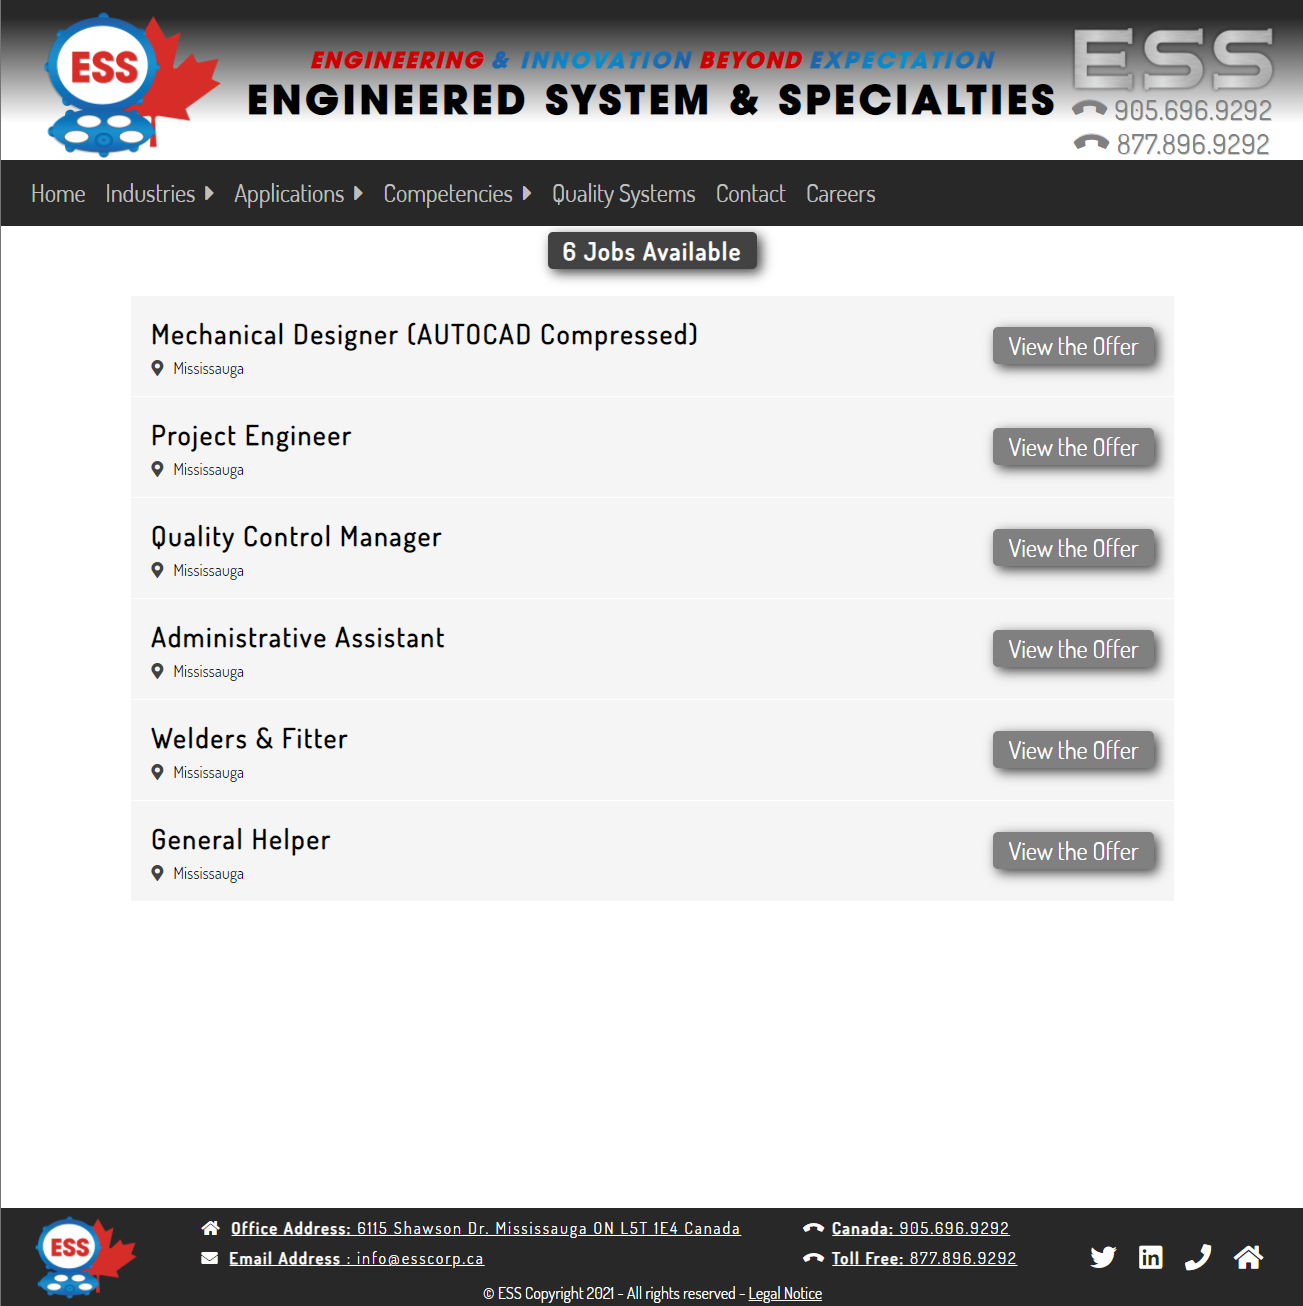 ESS
ENGINEERING & INNOVATION BEYOND EXPECTATION
ENGINEERED SYSTEM & SPECIALTIES
ESS
905.696.9292
877.896.9292
Home Industries Applications Competencies Quality Systems Contact Careers
6 Jobs Available
Mechanical Designer (AUTOCAD Compressed)
Mississauga
View the Offer
Project Engineer
Mississauga
View the Offer
Quality Control Manager
Mississauga
View the Offer
Administrative Assistant
Mississauga
View the Offer
Welders & Fitter
Mississauga
View the Offer
General Helper
Mississauga
View the Offer
ESS
Office Address: 6115 Shawson Dr. Mississauga ON L5T 1E4 Canada
Email Address : info@esscorp.ca
Canada: 905.696.9292
Toll Free: 877.896.9292
© ESS Copyright 2021 - All rights reserved - Legal Notice